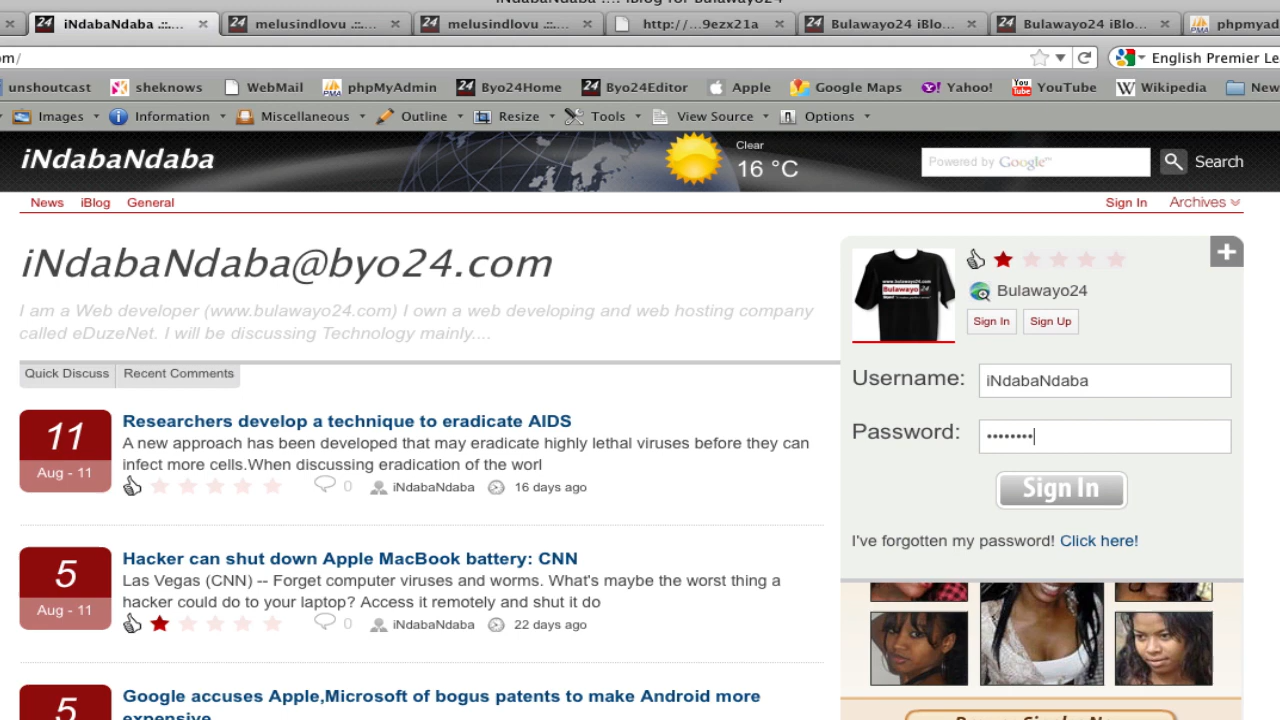 iNdabaNdaba .::....
melusindlovu ::....
melusindlovu ::....
http:/...9ezx21a
Bulawayo24 iBlo...
Bulawayo24 iBlo...
phpmyad
om/
English Premier Le
unshoutcast
sheknows
WebMail
phpMyAdmin
Byo24Home
Byo24Editor
Apple
Google Maps
Yahoo!
YouTube
Wikipedia
New
Images
Information
Miscellaneous
Outline
Resize
Tools
View Source
Options
iNdabaNdaba
Clear
16 °C
Powered by Google™
Search
News
iBlog
General
Sign In
Archives
iNdabaNdaba@byo24.com
I am a Web developer (www.bulawayo24.com) I own a web developing and web hosting company
called eDuzeNet. I will be discussing Technology mainly....
Quick Discuss
Recent Comments
11
Aug - 11
Researchers develop a technique to eradicate AIDS
A new approach has been developed that may eradicate highly lethal viruses before they can
infect more cells.When discussing eradication of the worl
0
iNdabaNdaba
16 days ago
5
Aug - 11
Hacker can shut down Apple MacBook battery: CNN
Las Vegas (CNN) -- Forget computer viruses and worms. What's maybe the worst thing a
hacker could do to your laptop? Access it remotely and shut it do
0
iNdabaNdaba
22 days ago
5
Google accuses Apple,Microsoft of bogus patents to make Android more
expensive
Bulawayo 24
Bulawayo24
Sign In
Sign Up
Username:
iNdabaNdaba
Password:
••••••••
Sign In
I've forgotten my password! Click here!